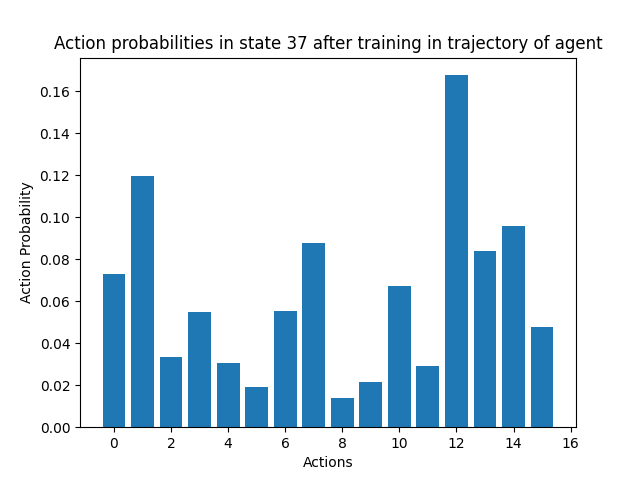 Action probabilities in state 37 after training in trajectory of agent
0.16
0.14
0.12
0.10
0.08
0.06
0.04
0.02
0.00
Action Probability
0 2 4 6 8 10 12 14 16
Actions